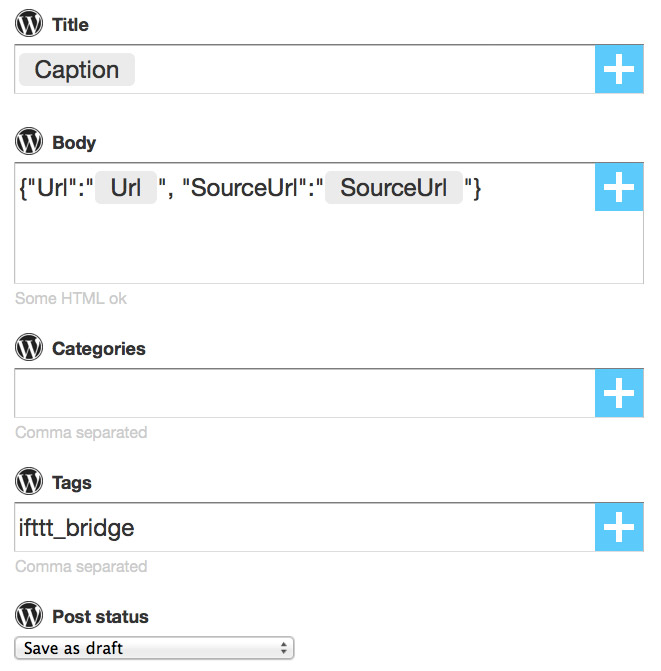 Title
Caption
Body
{"Url":" Url ", "SourceUrl":" SourceUrl "}
Some HTML ok
Categories
Comma separated
Tags
ifttt_bridge
Comma separated
Post status
Save as draft